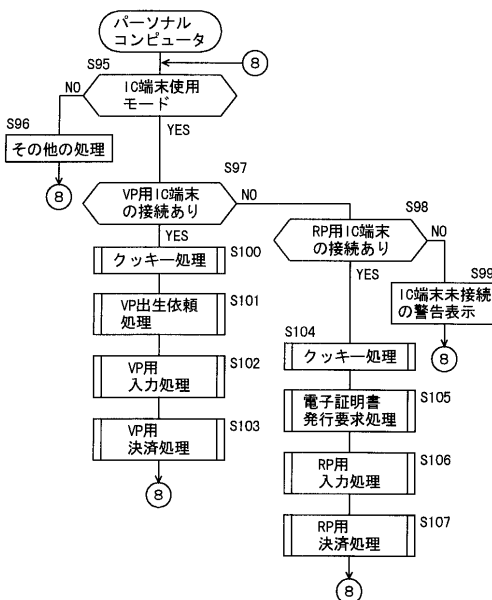 パーソナル
コンピュータ
8
S95
IC端末使用
モード
NO
YES
S96
その他の処理
8
S97
VP用IC端末
の接続あり
NO
YES
S98
RP用IC端末
の接続あり
NO
YES
S99
IC端末未接続
の警告表示
8
クッキー処理
S100
VP出生依頼
処理
S101
VP用
入力処理
S102
VP用
決済処理
S103
8
S104
クッキー処理
電子証明書
発行要求処理
S105
RP用
入力処理
S106
RP用
決済処理
S107
8